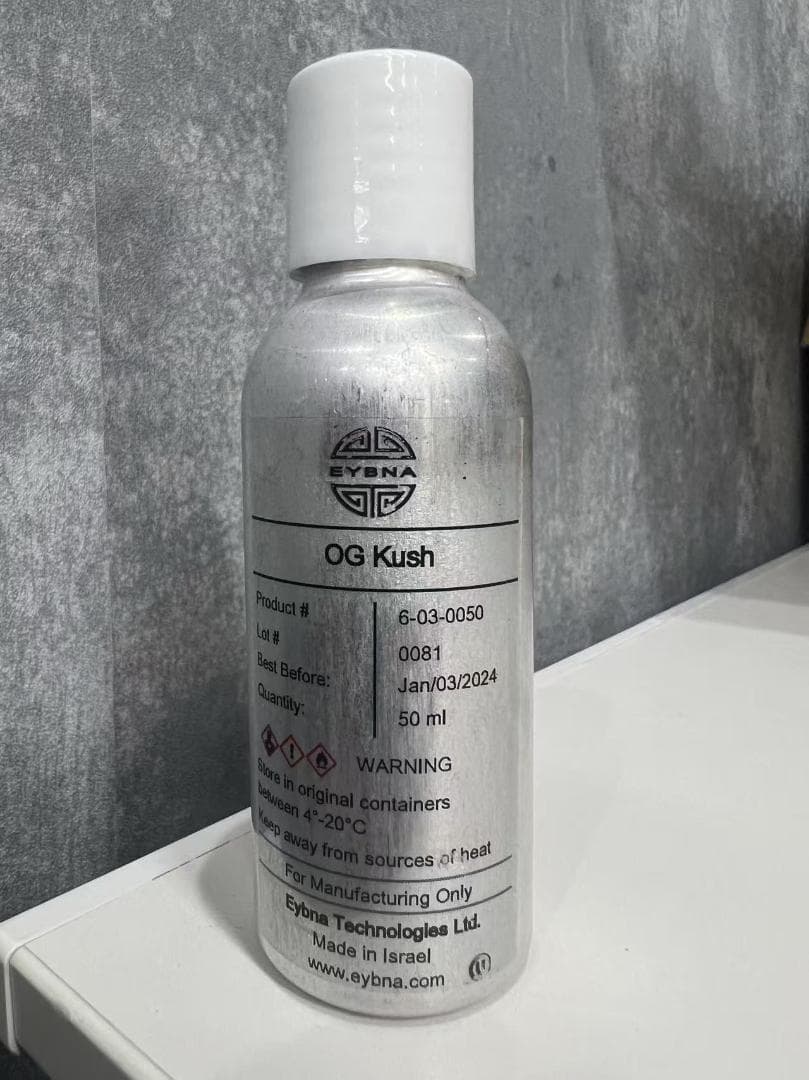 EYBNA
OG Kush
Product # 6-03-0050
Lot # 0081
Best Before: Jan/03/2024
Quantity: 50 ml
WARNING
Store in original containers
between 4°-20°C
Keep away from sources of heat
For Manufacturing Only
Eybna Technologies Ltd.
Made in Israel
www.eybna.com